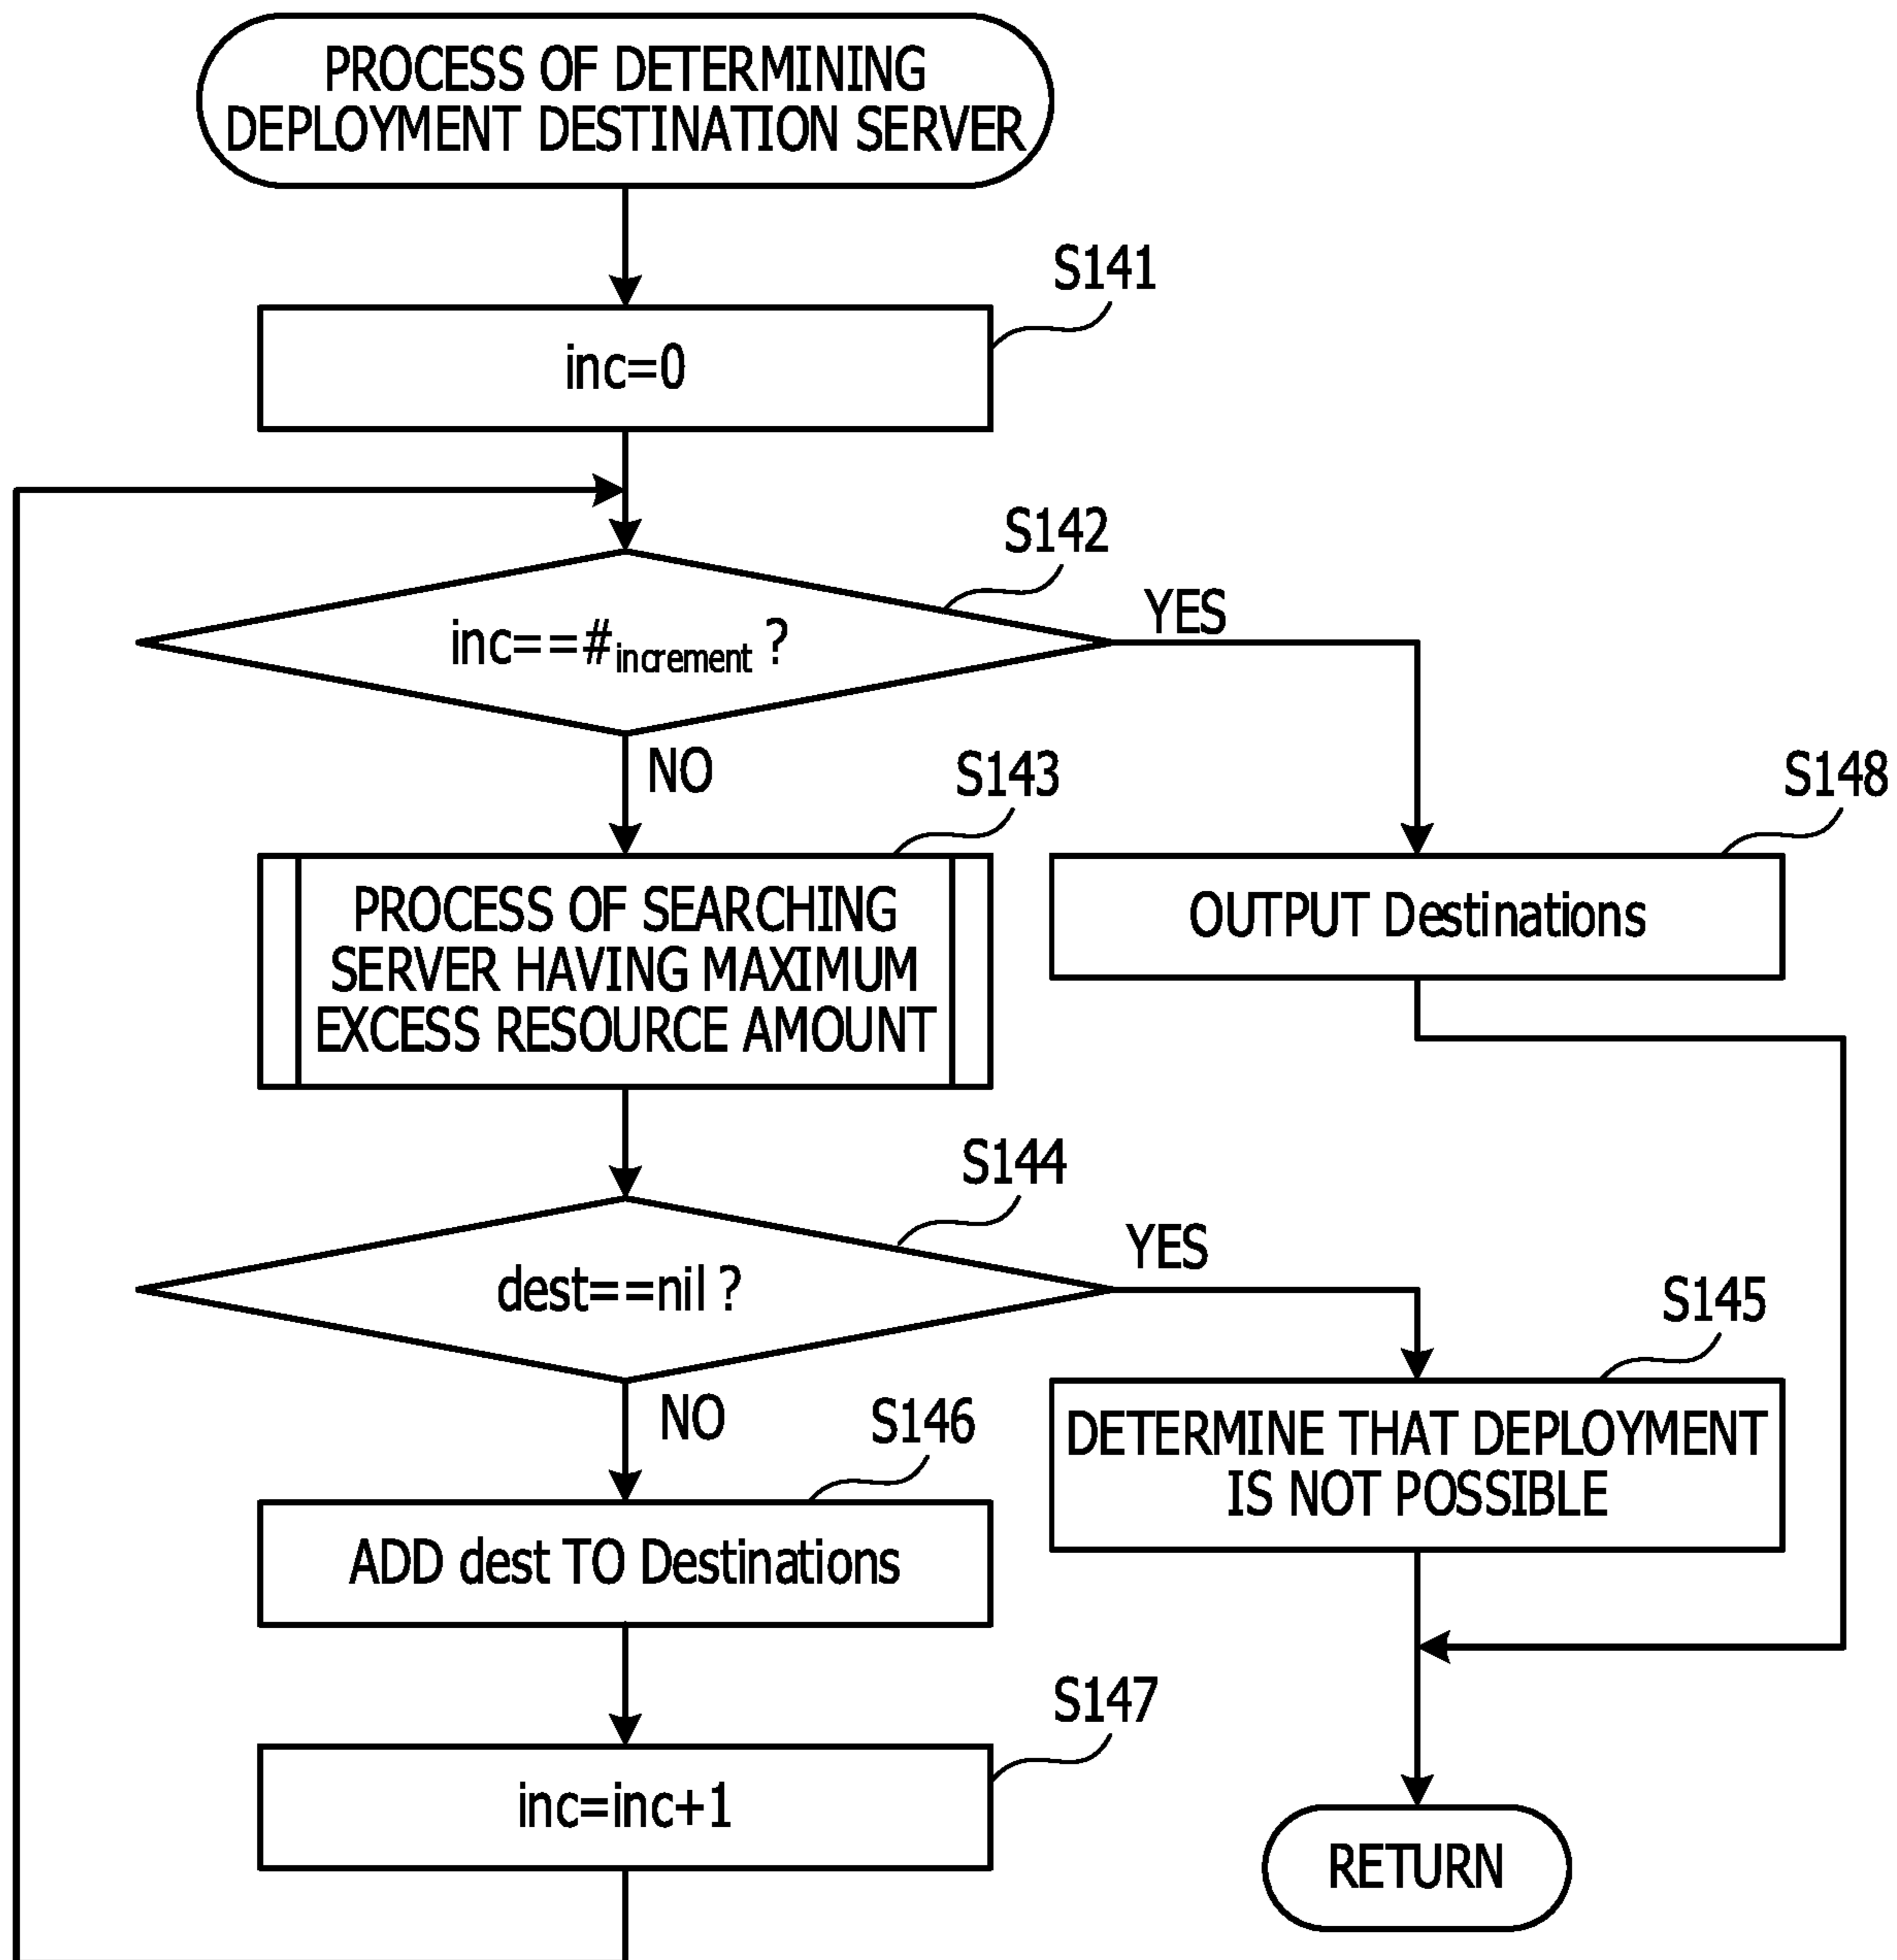 PROCESS OF DETERMINING
DEPLOYMENT DESTINATION SERVER
S141
inc=0
S142
inc==#increment ?
YES
NO
S143
PROCESS OF SEARCHING
SERVER HAVING MAXIMUM
EXCESS RESOURCE AMOUNT
S148
OUTPUT Destinations
S144
dest==nil ?
YES
NO
S145
DETERMINE THAT DEPLOYMENT
IS NOT POSSIBLE
S146
ADD dest TO Destinations
S147
inc=inc+1
RETURN